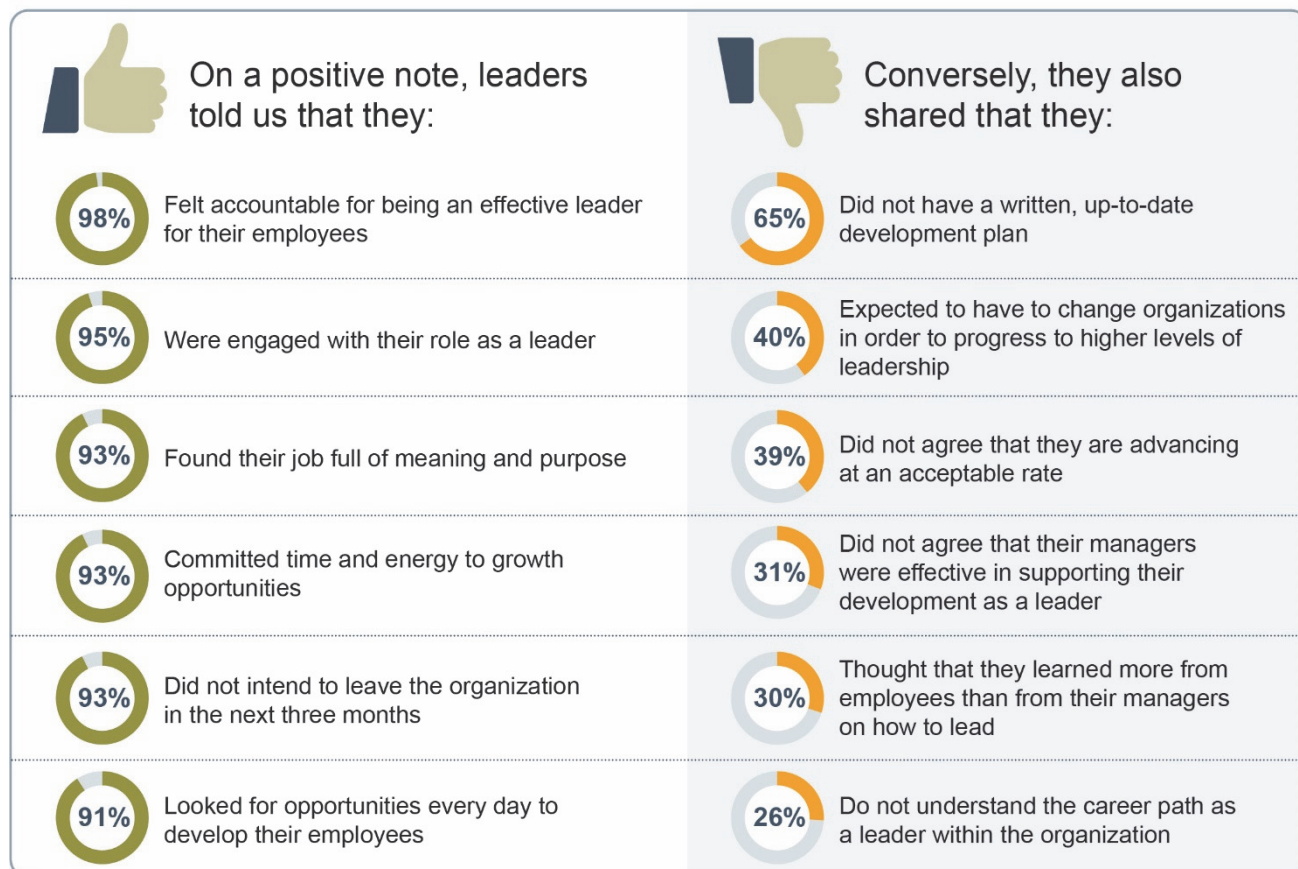 On a positive note, leaders
told us that they:
98%
Felt accountable for being an effective leader
for their employees
95%
Were engaged with their role as a leader
93%
Found their job full of meaning and purpose
93%
Committed time and energy to growth
opportunities
93%
Did not intend to leave the organization
in the next three months
91%
Looked for opportunities every day to
develop their employees
Conversely, they also
shared that they:
65%
Did not have a written, up-to-date
development plan
40%
Expected to have to change organizations
in order to progress to higher levels of
leadership
39%
Did not agree that they are advancing
at an acceptable rate
31%
Did not agree that their managers
were effective in supporting their
development as a leader
30%
Thought that they learned more from
employees than from their managers
on how to lead
26%
Do not understand the career path as
a leader within the organization